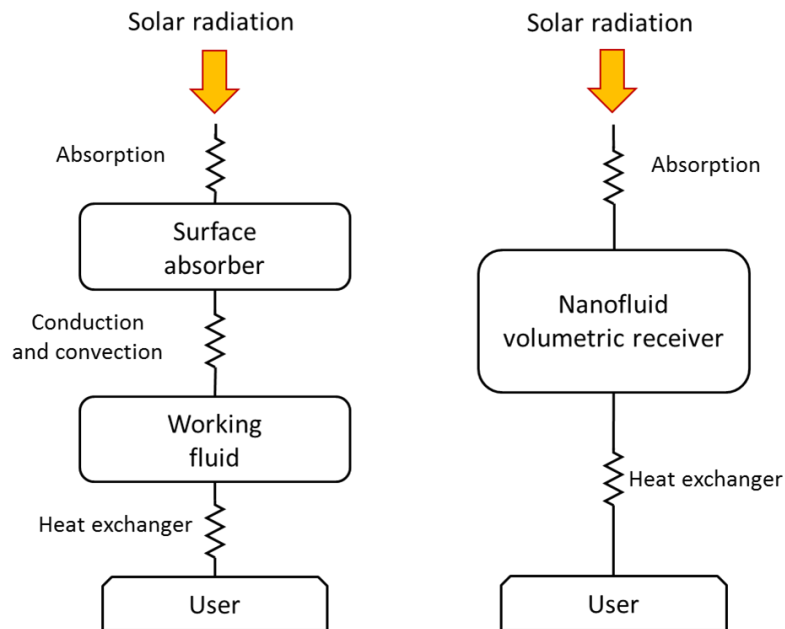 Solar radiation
Absorption
Surface
absorber
Conduction
and convection
Working
fluid
Heat exchanger
User
Solar radiation
Absorption
Nanofluid
volumetric receiver
Heat exchanger
User